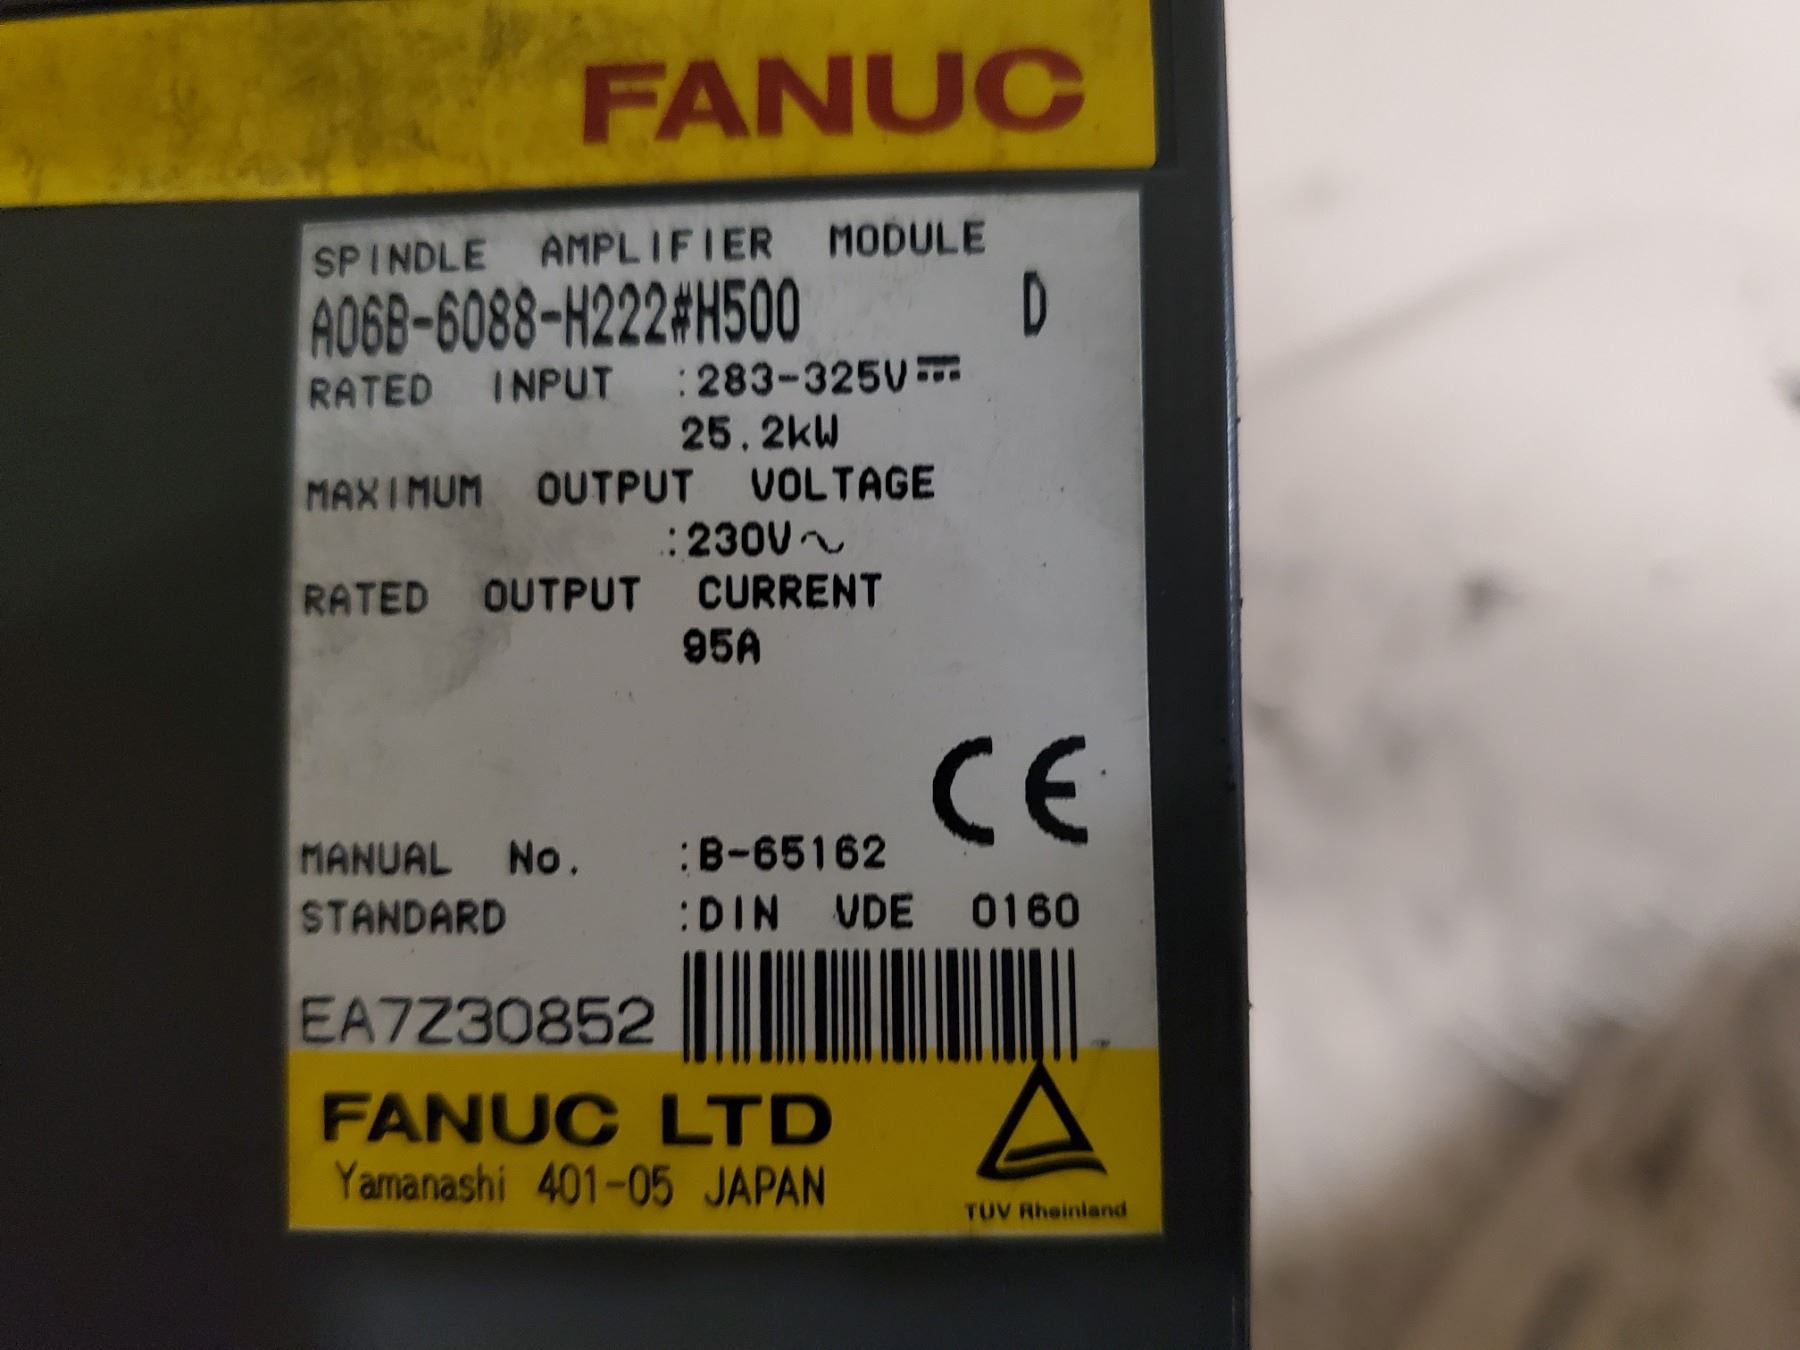 FANUC
SPINDLE AMPLIFIER MODULE
A06B-6088-H222#H500 D
RATED INPUT :283-325V⎓
25.2kW
MAXIMUM OUTPUT VOLTAGE
:230V~
RATED OUTPUT CURRENT
95A
CE
MANUAL No. :B-65162
STANDARD :DIN VDE 0160
EA7Z30852
FANUC LTD
Yamanashi 401-05 JAPAN
TÜV Rheinland